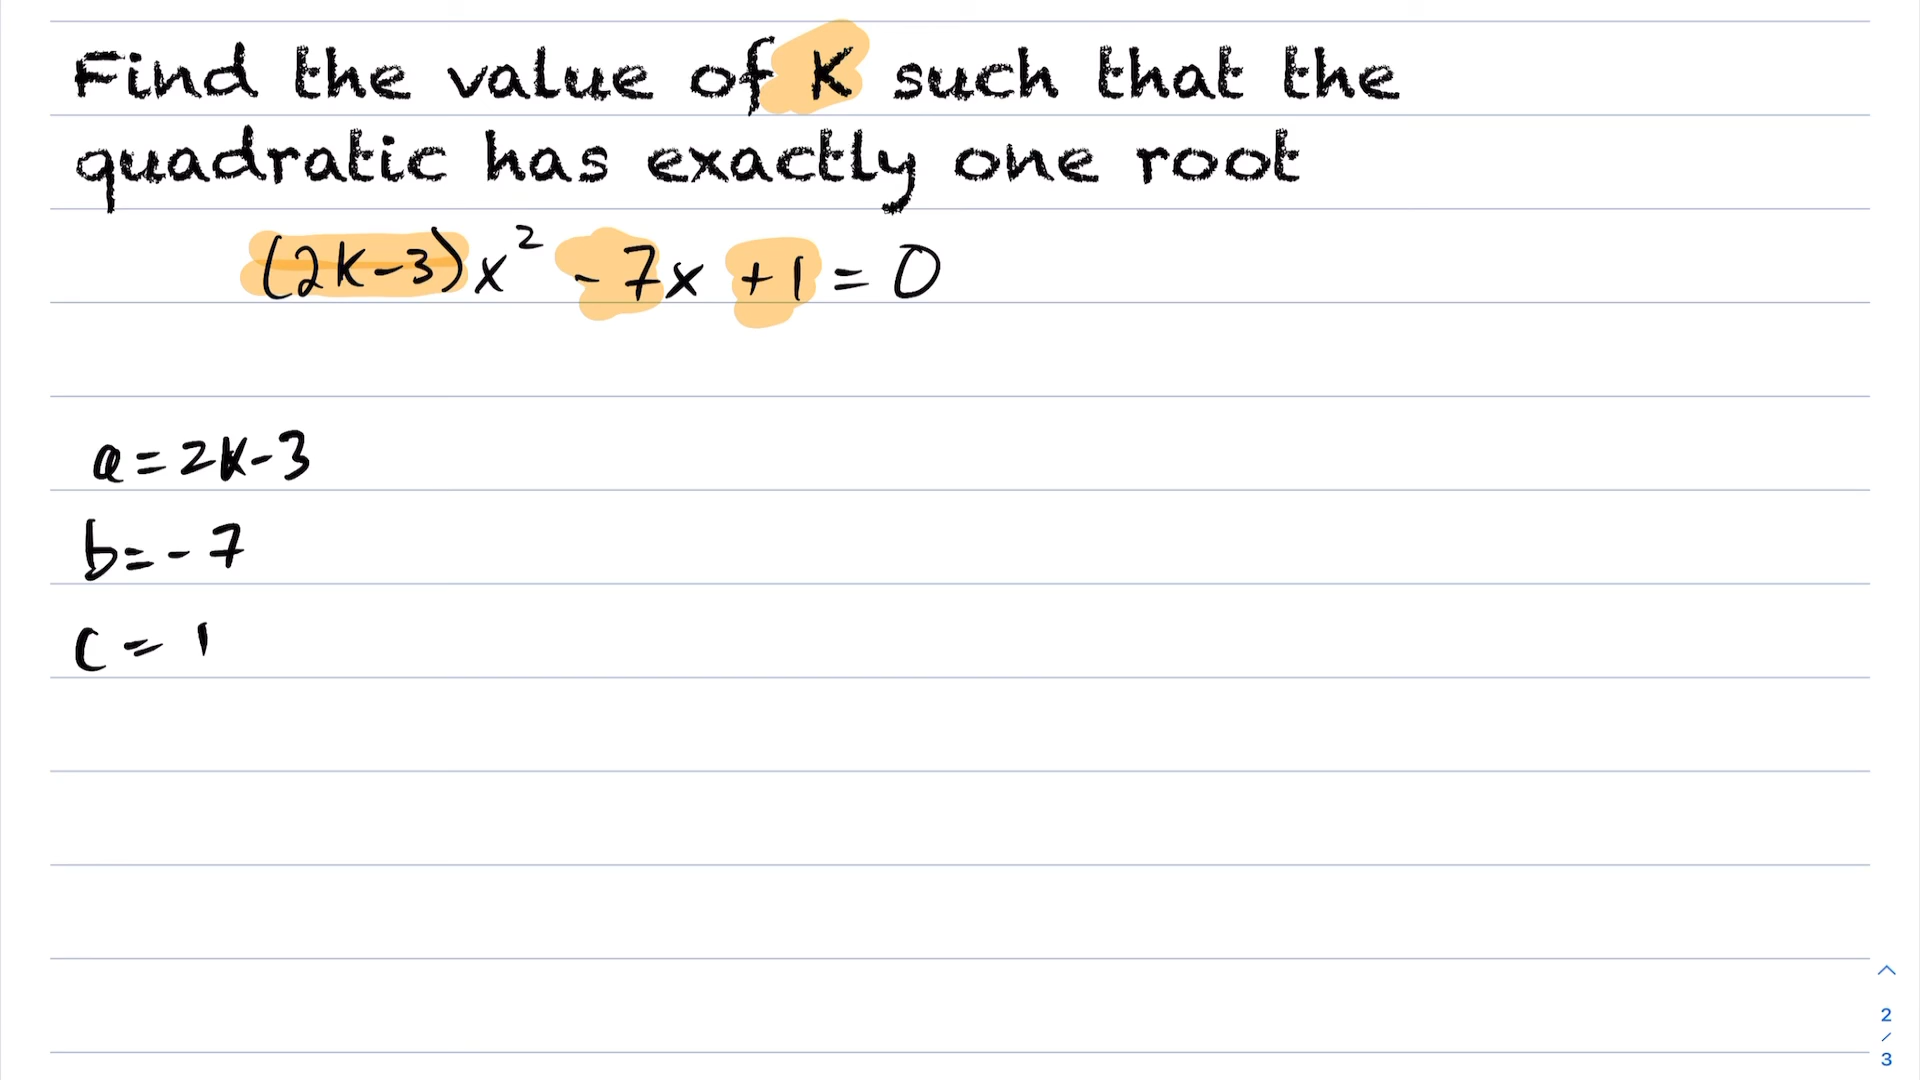 Find the value of K such that the
quadratic has exactly one root
(2K-3)x² - 7x + 1 = 0
a = 2K-3
b = - 7
c = 1
2
/
3